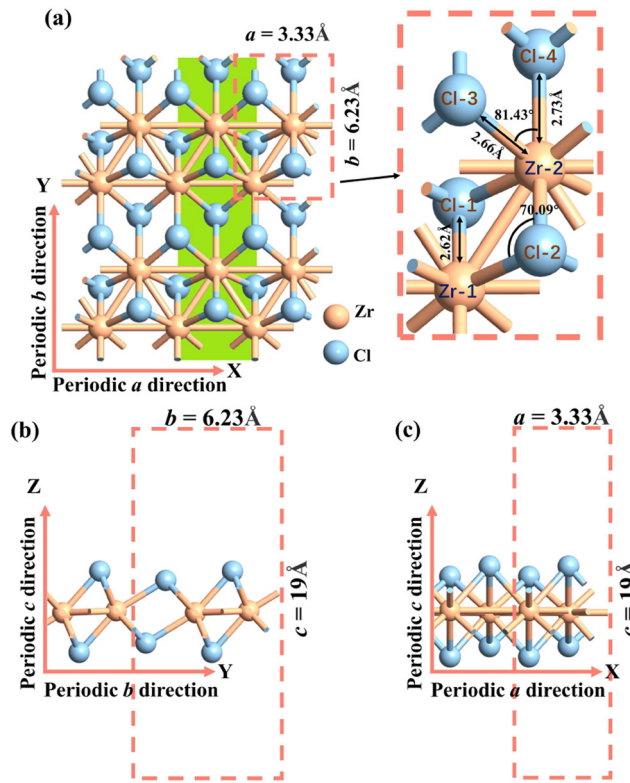 (a)
a = 3.33Å
b = 6.23Å
Y
Periodic b direction
X
Periodic a direction
Zr
Cl
Cl-4
Cl-3
81.43°
2.73Å
2.66Å
Zr-2
Cl-1
70.09°
2.62Å
Cl-2
Zr-1
(b)
b = 6.23Å
Z
Periodic c direction
c = 19Å
Y
Periodic b direction
(c)
a = 3.33Å
Z
Periodic c direction
c = 19Å
X
Periodic a direction